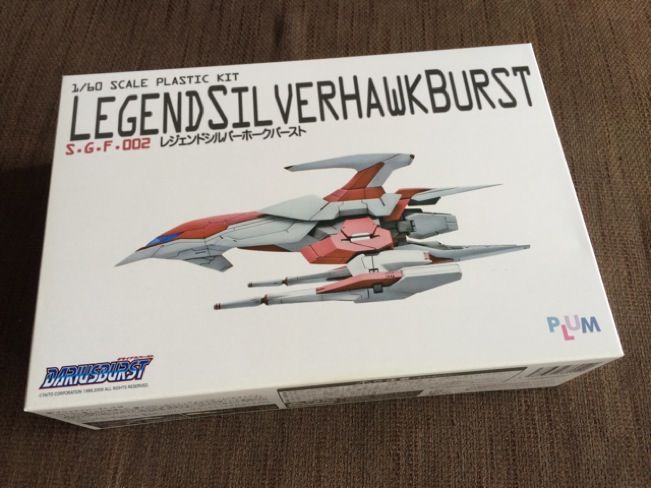 1/60 SCALE PLASTIC KIT
LEGENDSILVERHAWKBURST
S.G.F.002 レジェンドシルバーホークバースト
PLUM
DARIUSBURST